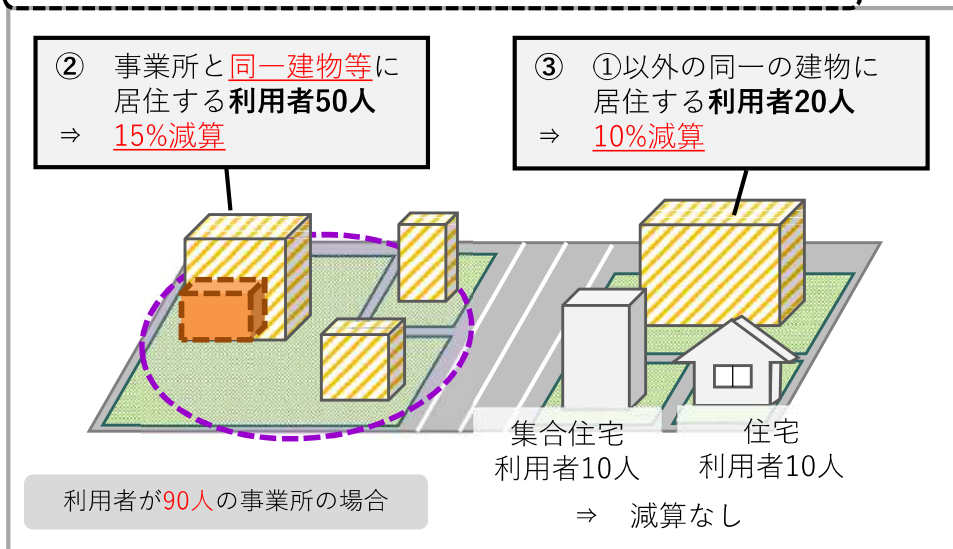 ② 事業所と同一建物等に
居住する利用者50人
⇒ 15%減算
③ ①以外の同一の建物に
居住する利用者20人
⇒ 10%減算
集合住宅
利用者10人
住宅
利用者10人
⇒ 減算なし
利用者が90人の事業所の場合